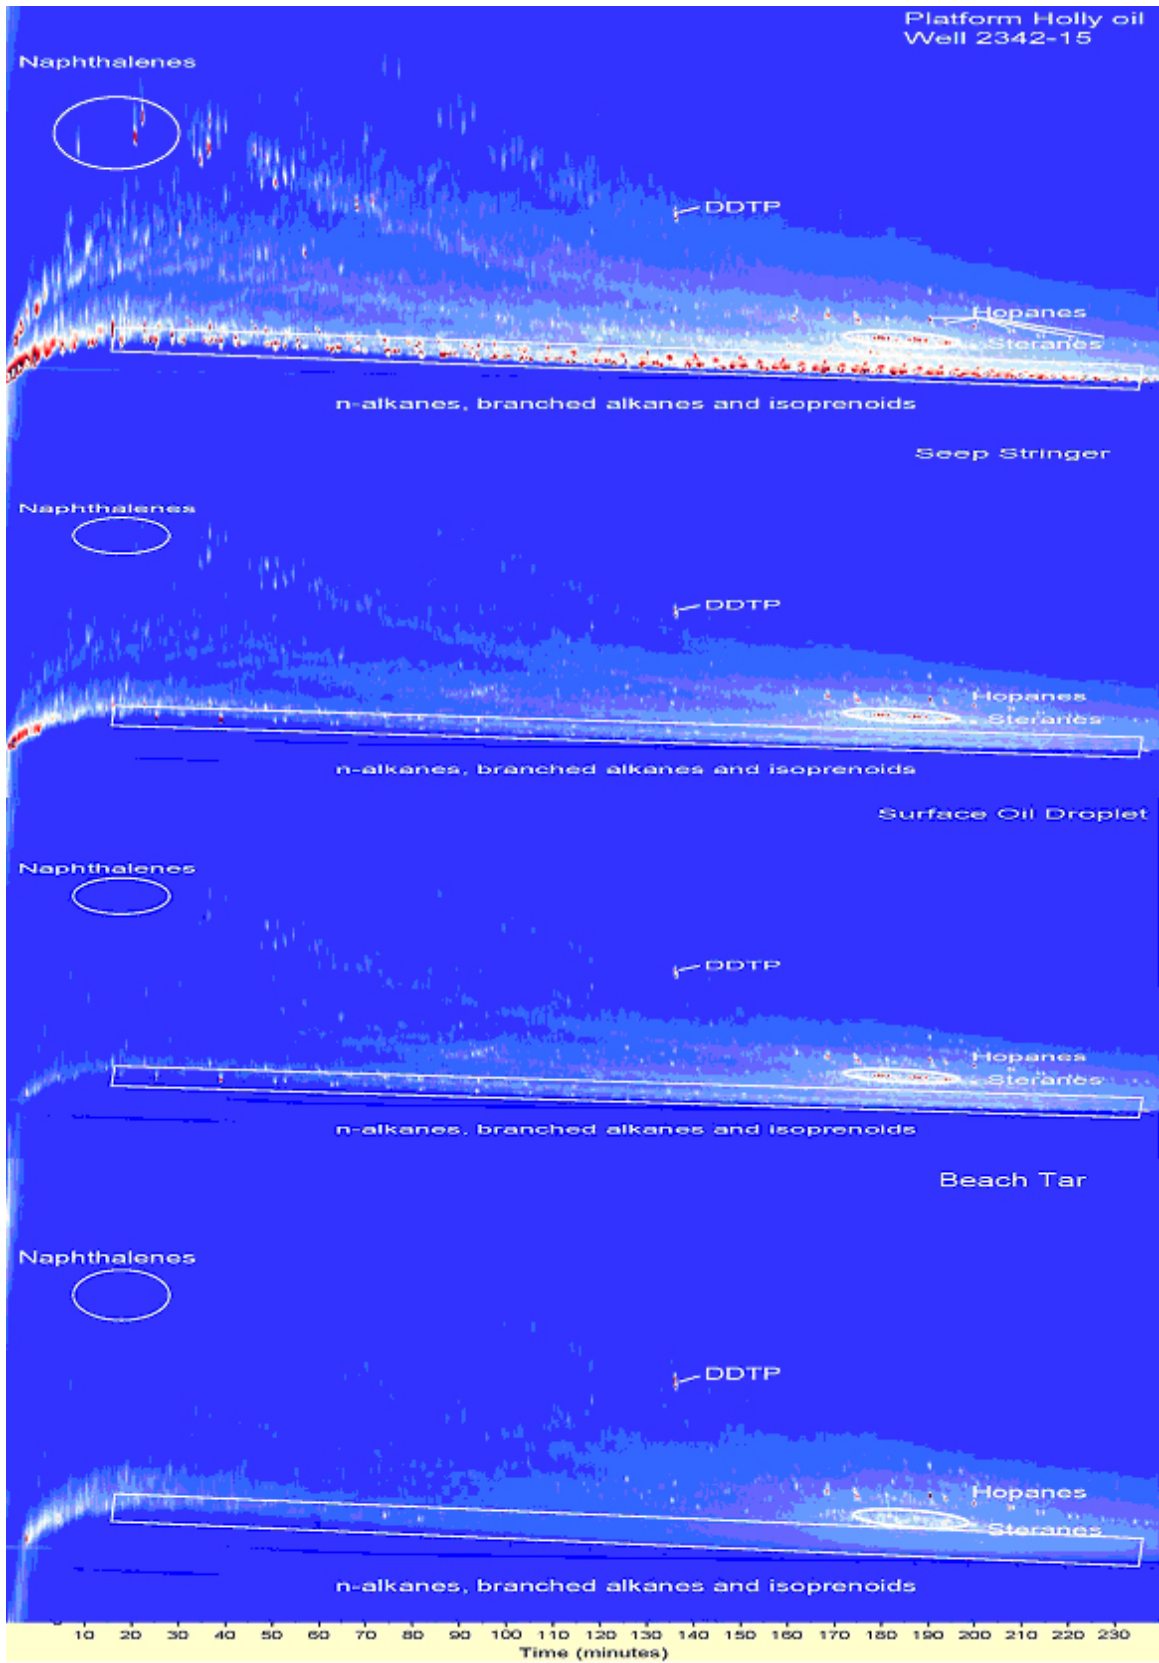 Platform Holly oil
Well 2342-15
Naphthalenes
DDTP
Hopanes
Steranes
n-alkanes, branched alkanes and isoprenoids
Seep Stringer
Naphthalenes
DDTP
Hopanes
Steranes
n-alkanes, branched alkanes and isoprenoids
Surface Oil Droplet
Naphthalenes
DDTP
Hopanes
Steranes
n-alkanes, branched alkanes and isoprenoids
Beach Tar
Naphthalenes
DDTP
Hopanes
Steranes
n-alkanes, branched alkanes and isoprenoids
10 20 30 40 50 60 70 80 90 100 110 120 130 140 150 160 170 180 190 200 210 220 230
Time (minutes)